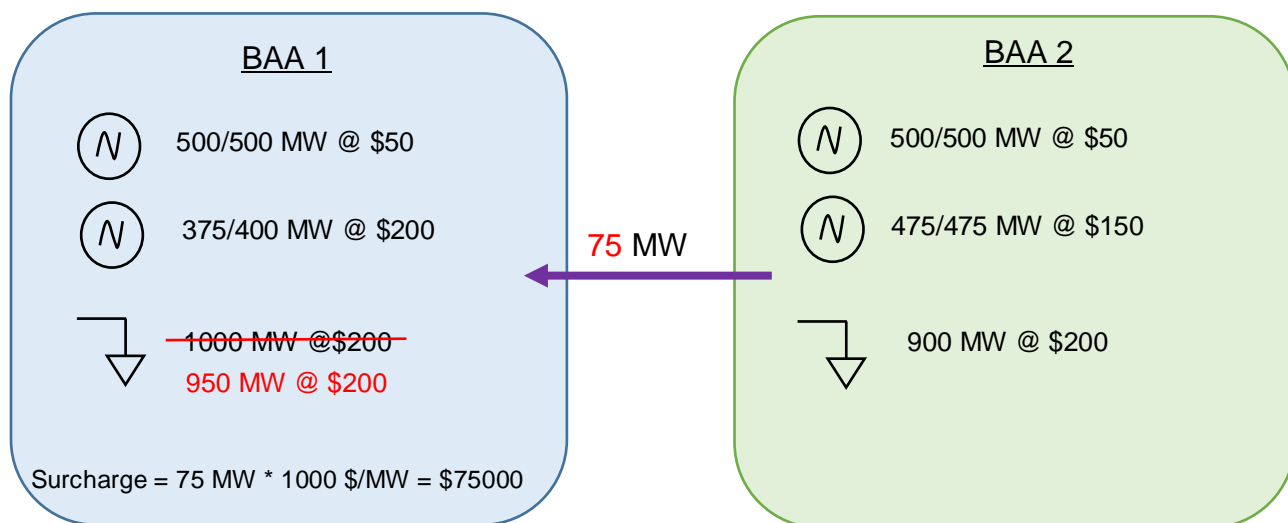 BAA 1
500/500 MW @ $50
375/400 MW @ $200
1000 MW @$200
950 MW @ $200
Surcharge = 75 MW * 1000 $/MW = $75000
75 MW
BAA 2
500/500 MW @ $50
475/475 MW @ $150
900 MW @ $200